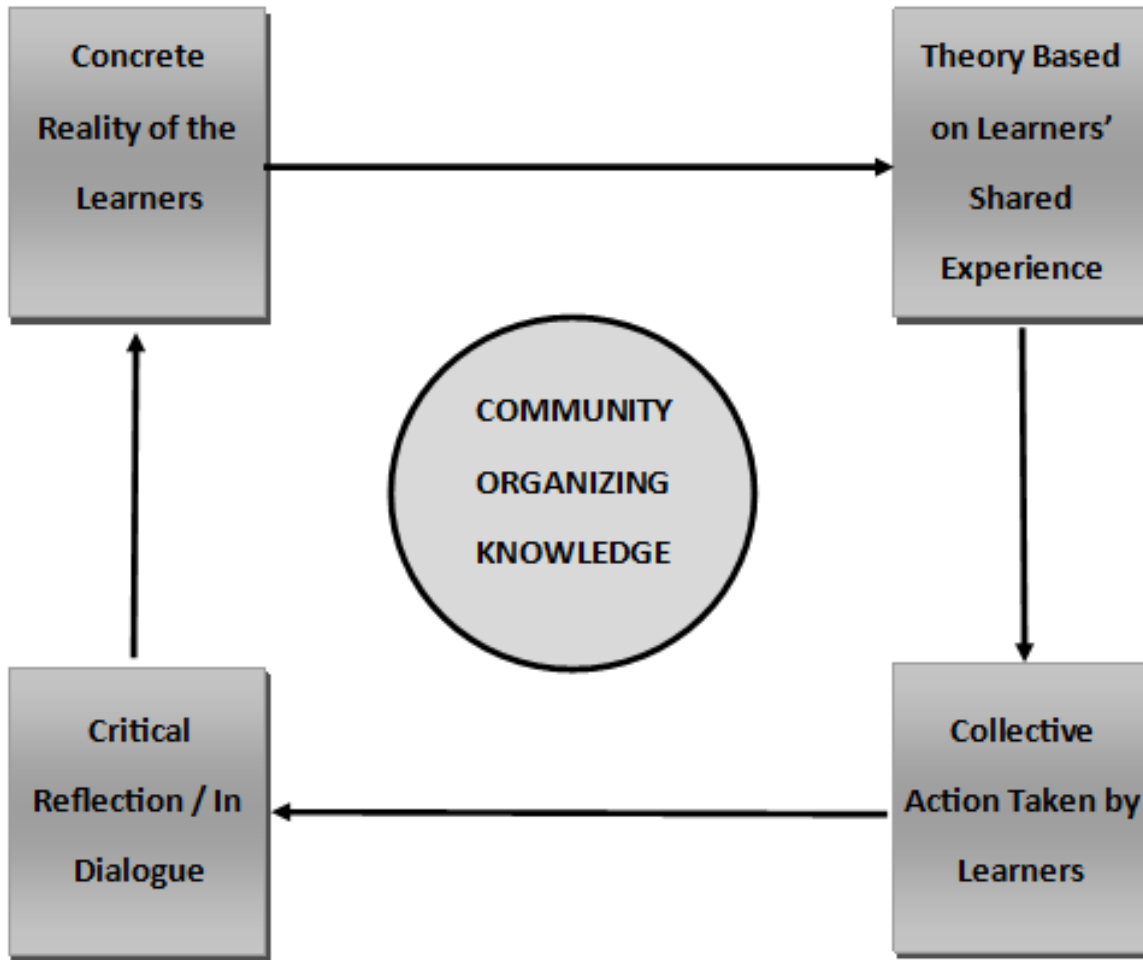 Concrete
Reality of the
Learners
Theory Based
on Learners’
Shared
Experience
COMMUNITY
ORGANIZING
KNOWLEDGE
Critical
Reflection / In
Dialogue
Collective
Action Taken by
Learners